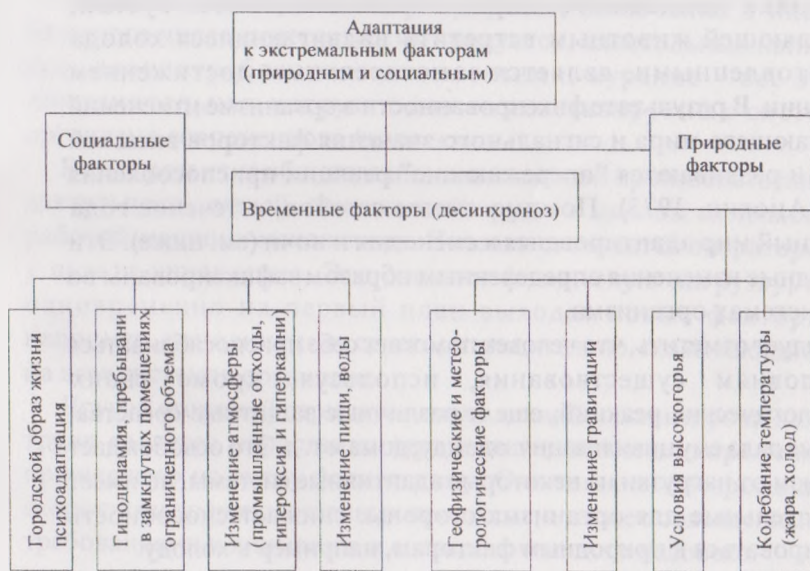 Адаптация
к экстремальным факторам
(природным и социальным)
Социальные
факторы
Природные
факторы
Временные факторы (десинхроноз)
Городской образ жизни
психоадаптация
Гиподинамия, пребывание
в замкнутых помещениях
ограниченного объема
Изменение атмосферы
(промышленные отходы,
гипероксия, гипоксия)
Изменение пищи, воды
Геофизические и метео-
рологические факторы
Изменение гравитации
Условия высокогорья
Колебание температуры
(жара, холод)